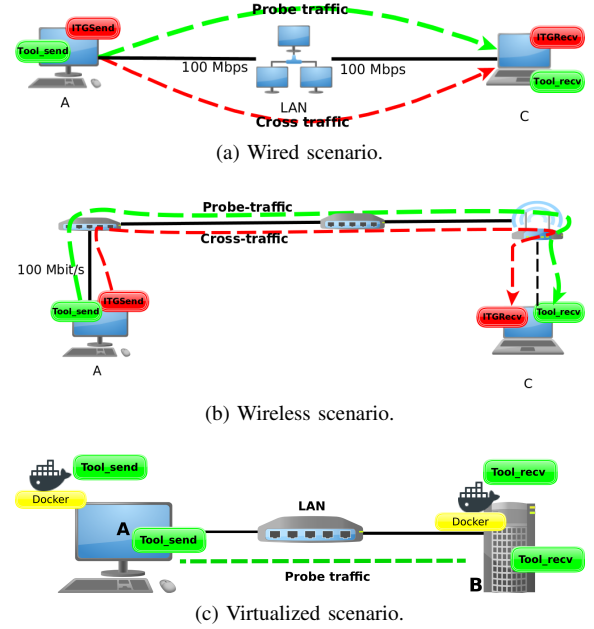 Probe traffic
ITGSend
Tool_send
ITGRecv
Tool_recv
100 Mbps
100 Mbps
LAN
A
C
Cross traffic
(a) Wired scenario.
Probe-traffic
Cross-traffic
100 Mbit/s
ITGSend
Tool_send
ITGRecv
Tool_recv
A
C
(b) Wireless scenario.
Tool_send
Docker
Tool_recv
Docker
LAN
A
Tool_send
Tool_recv
Probe traffic
B
(c) Virtualized scenario.